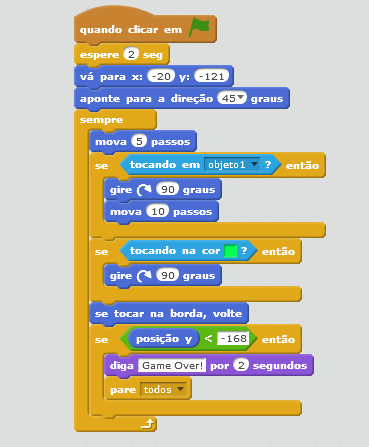 quando clicar em
espere 2 seg
vá para x: -20 y: -121
aponte para a direção 45 graus
sempre
mova 5 passos
se tocando em objeto1 ? então
gire 90 graus
mova 10 passos
se tocando na cor ? então
gire 90 graus
se tocar na borda, volte
se posição y < -168 então
diga Game Over! por 2 segundos
pare todos